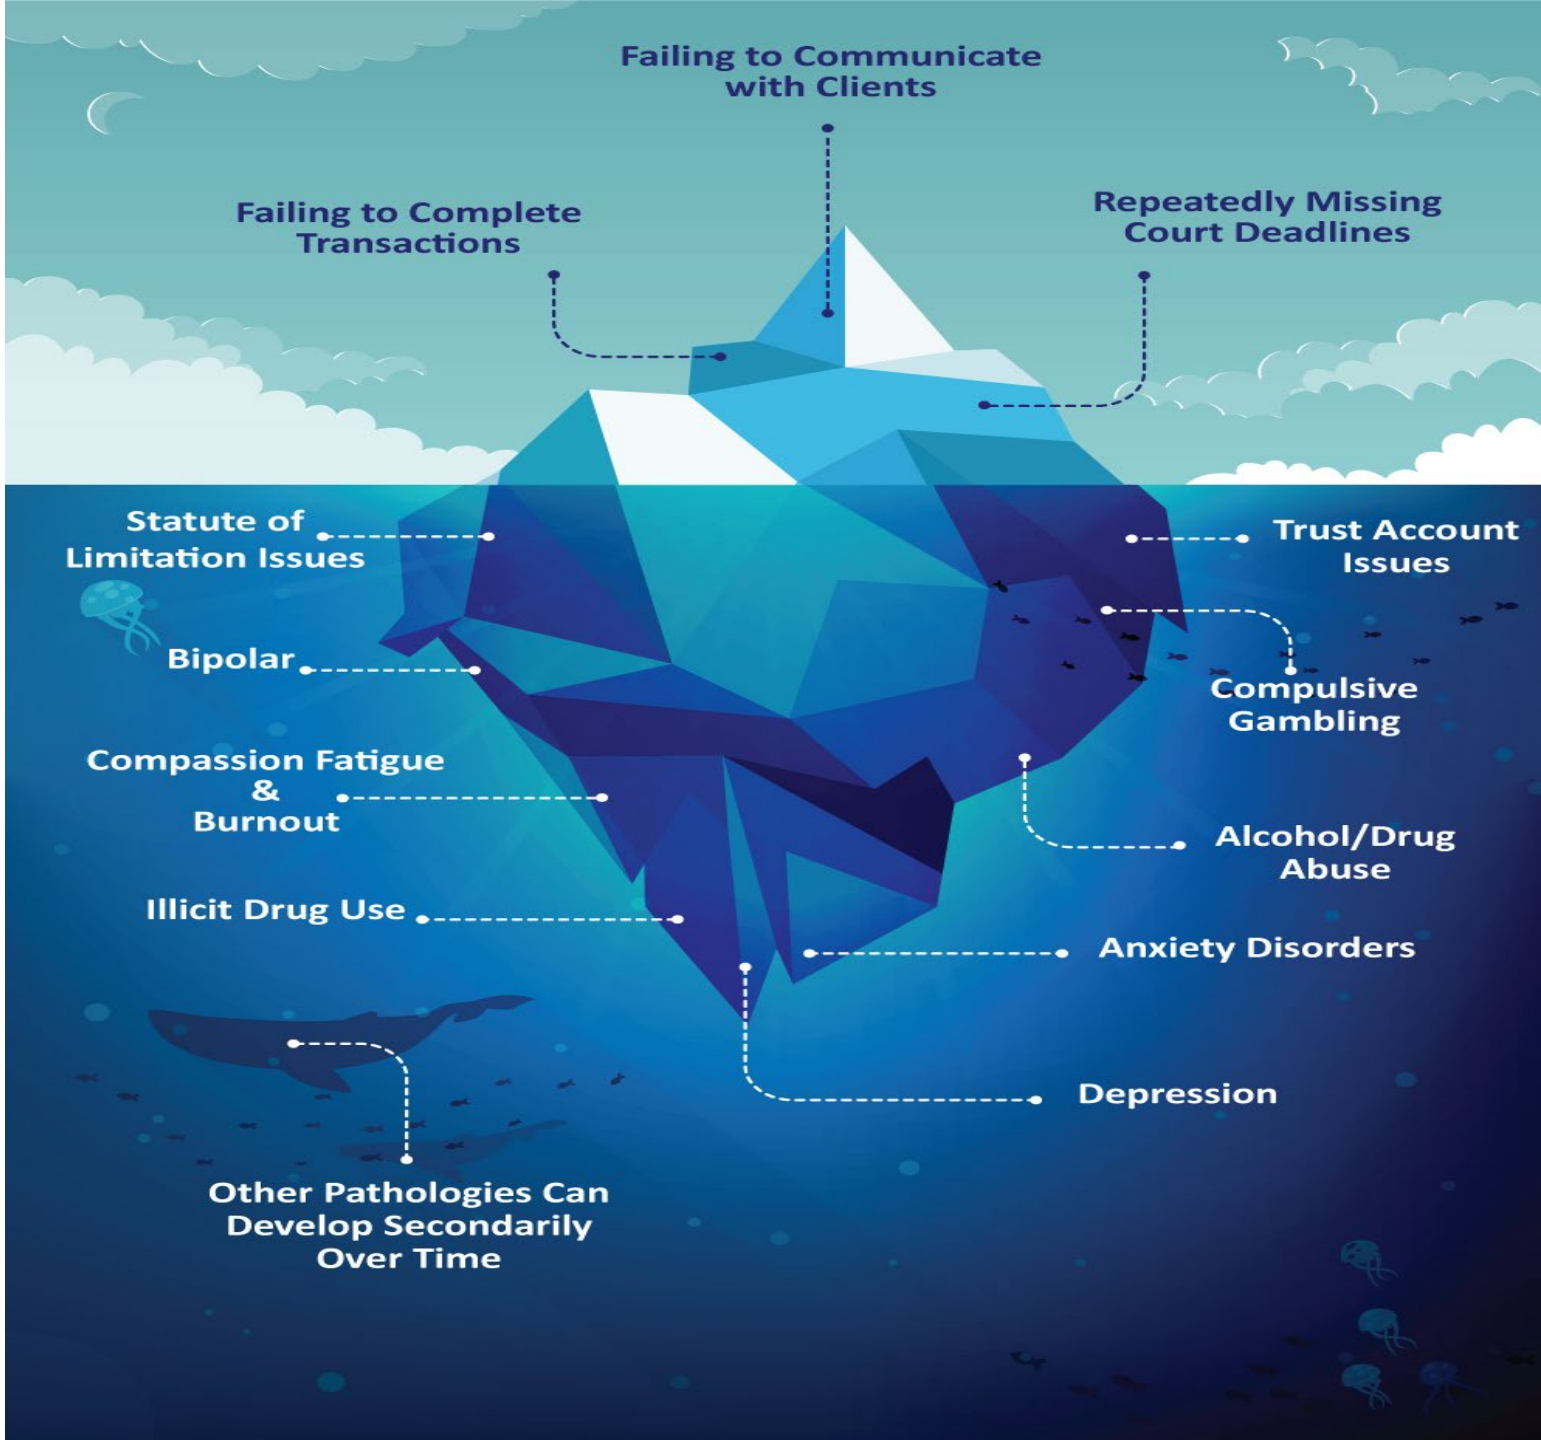 Failing to Communicate
with Clients
Failing to Complete
Transactions
Repeatedly Missing
Court Deadlines
Statute of
Limitation Issues
Trust Account
Issues
Bipolar
Compulsive
Gambling
Compassion Fatigue
&
Burnout
Alcohol/Drug
Abuse
Illicit Drug Use
Anxiety Disorders
Depression
Other Pathologies Can
Develop Secondarily
Over Time